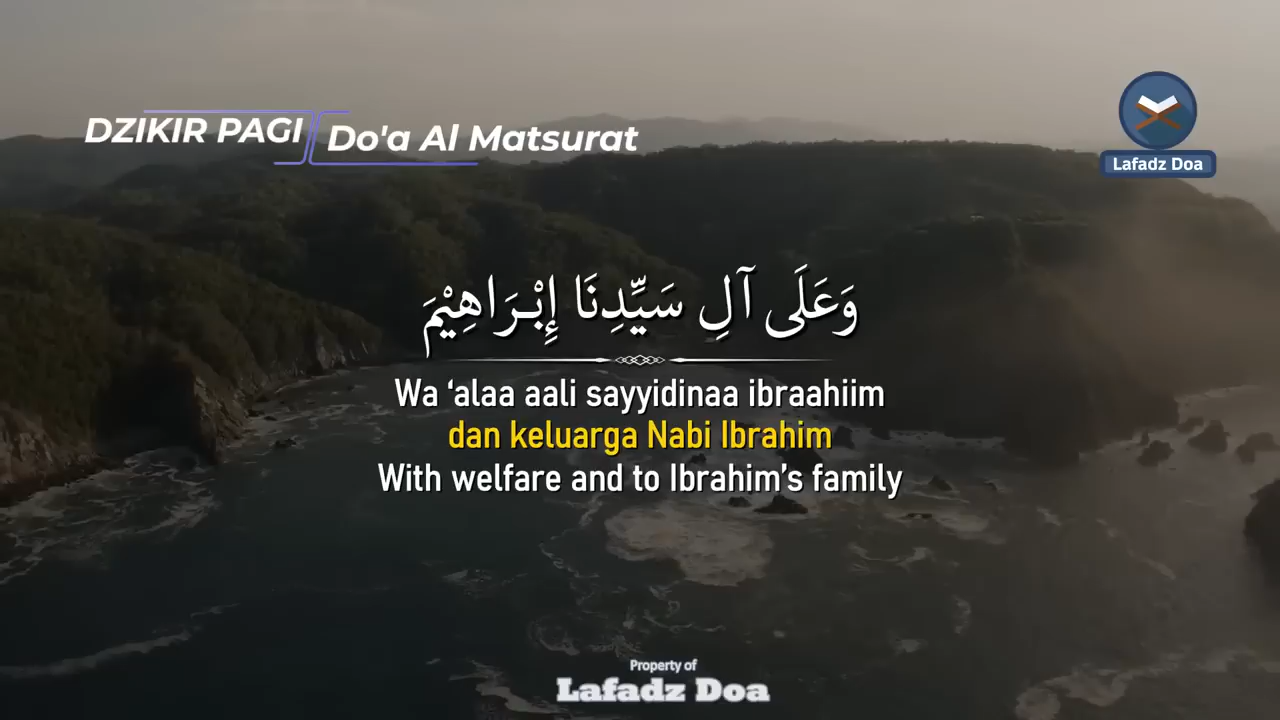 DZIKIR PAGI
Do'a Al Matsurat
Lafadz Doa
وَعَلَى آلِ سَيِّدِنَا إِبْرَاهِيْمَ
Wa ‘alaa aali sayyidinaa ibraahiim
dan keluarga Nabi Ibrahim
With welfare and to Ibrahim’s family
Property of
Lafadz Doa